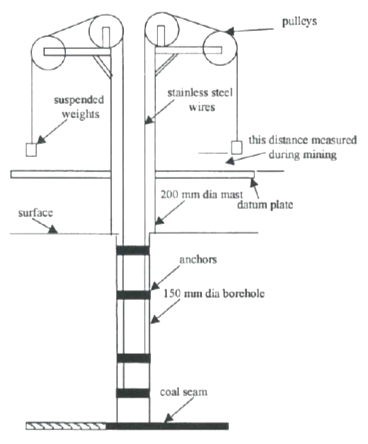 pulleys
suspended
weights
stainless steel
wires
this distance measured
during mining
200 mm dia mast
datum plate
surface
anchors
150 mm dia borehole
coal seam